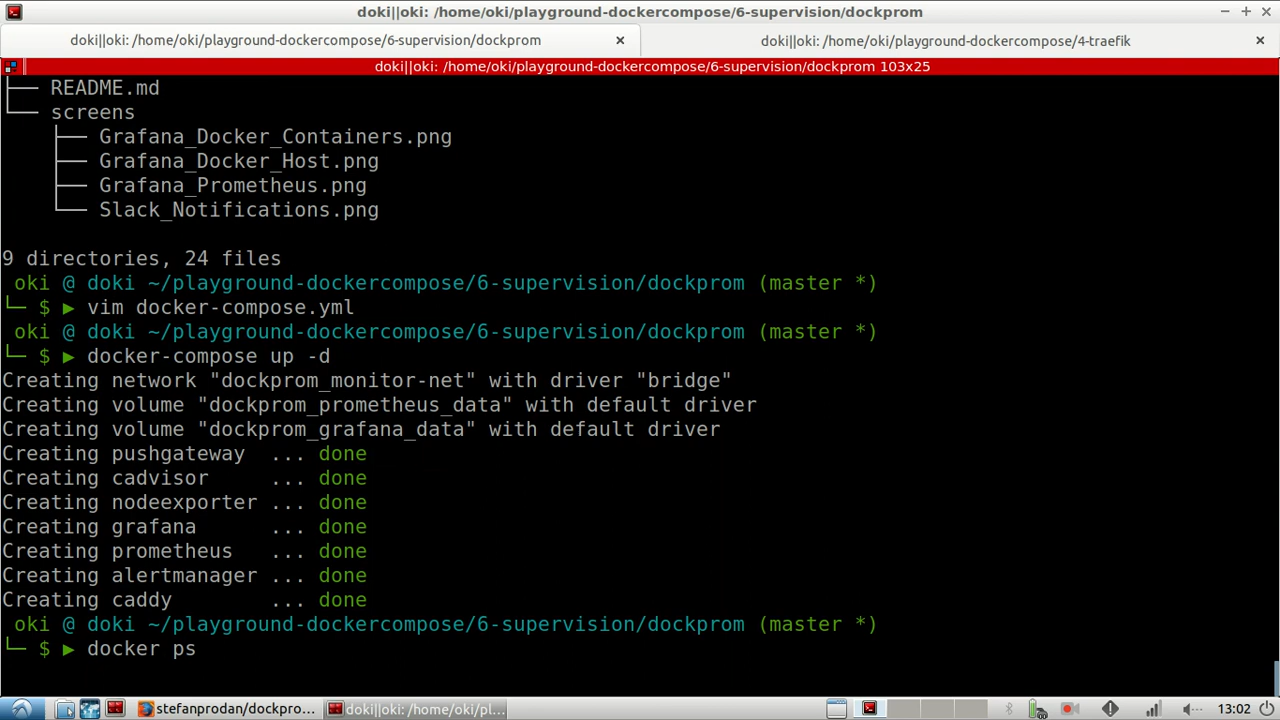 doki||oki: /home/oki/playground-dockercompose/6-supervision/dockprom
doki||oki: /home/oki/playground-dockercompose/6-supervision/dockprom
doki||oki: /home/oki/playground-dockercompose/4-traefik
doki||oki: /home/oki/playground-dockercompose/6-supervision/dockprom 103x25
├── README.md
└── screens
    ├── Grafana_Docker_Containers.png
    ├── Grafana_Docker_Host.png
    ├── Grafana_Prometheus.png
    └── Slack_Notifications.png

9 directories, 24 files
 oki @ doki ~/playground-dockercompose/6-supervision/dockprom (master *)
└─ $ ▶ vim docker-compose.yml
 oki @ doki ~/playground-dockercompose/6-supervision/dockprom (master *)
└─ $ ▶ docker-compose up -d
Creating network "dockprom_monitor-net" with driver "bridge"
Creating volume "dockprom_prometheus_data" with default driver
Creating volume "dockprom_grafana_data" with default driver
Creating pushgateway  ... done
Creating cadvisor     ... done
Creating nodeexporter ... done
Creating grafana      ... done
Creating prometheus   ... done
Creating alertmanager ... done
Creating caddy        ... done
 oki @ doki ~/playground-dockercompose/6-supervision/dockprom (master *)
└─ $ ▶ docker ps
stefanprodan/dockpro...
doki||oki: /home/oki/pl...
13:02